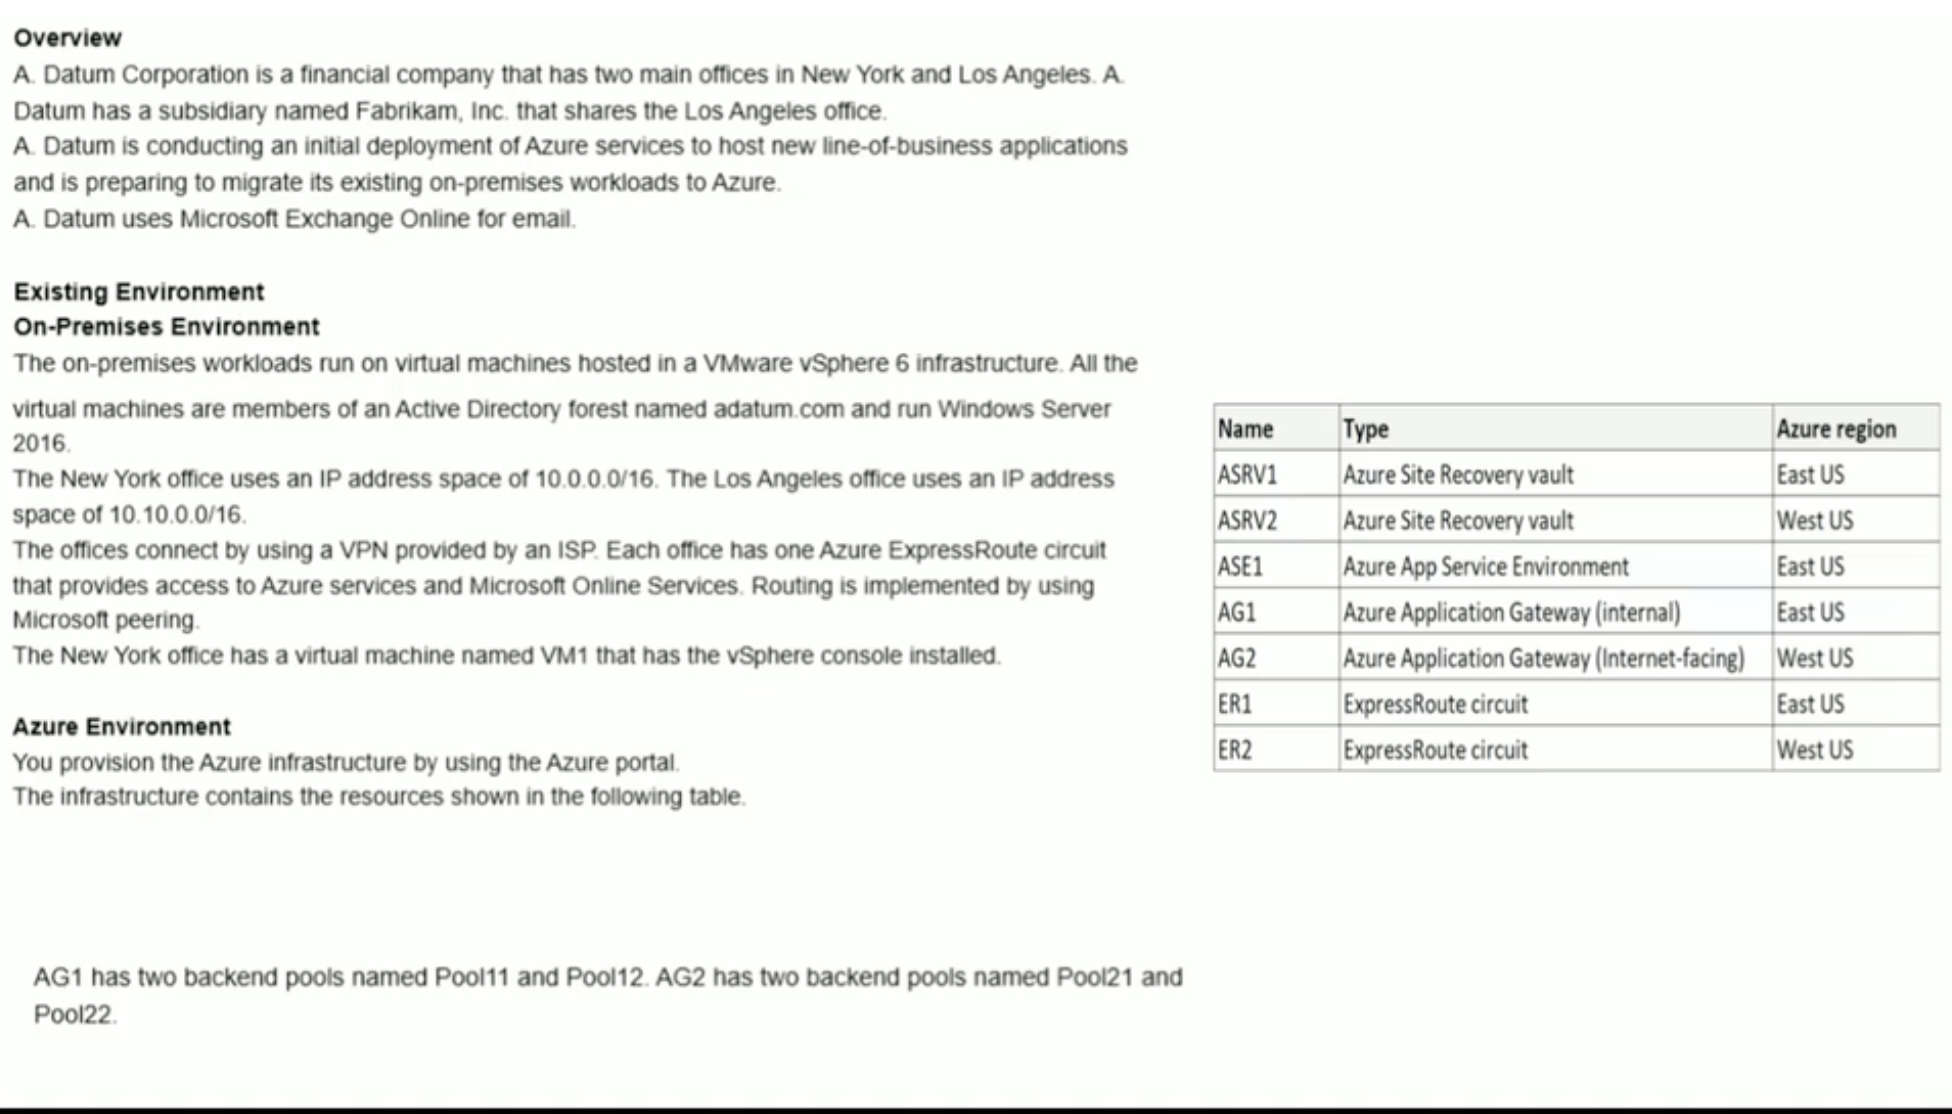 Overview
A. Datum Corporation is a financial company that has two main offices in New York and Los Angeles. A.
Datum has a subsidiary named Fabrikam, Inc. that shares the Los Angeles office.
A. Datum is conducting an initial deployment of Azure services to host new line-of-business applications
and is preparing to migrate its existing on-premises workloads to Azure.
A. Datum uses Microsoft Exchange Online for email.
Existing Environment
On-Premises Environment
The on-premises workloads run on virtual machines hosted in a VMware vSphere 6 infrastructure. All the
virtual machines are members of an Active Directory forest named adatum.com and run Windows Server
2016.
The New York office uses an IP address space of 10.0.0.0/16. The Los Angeles office uses an IP address
space of 10.10.0.0/16.
The offices connect by using a VPN provided by an ISP. Each office has one Azure ExpressRoute circuit
that provides access to Azure services and Microsoft Online Services. Routing is implemented by using
Microsoft peering.
The New York office has a virtual machine named VM1 that has the vSphere console installed.
Azure Environment
You provision the Azure infrastructure by using the Azure portal.
The infrastructure contains the resources shown in the following table.
Name Type Azure region
ASRV1 Azure Site Recovery vault East US
ASRV2 Azure Site Recovery vault West US
ASE1 Azure App Service Environment East US
AG1 Azure Application Gateway (internal) East US
AG2 Azure Application Gateway (Internet-facing) West US
ER1 ExpressRoute circuit East US
ER2 ExpressRoute circuit West US
AG1 has two backend pools named Pool11 and Pool12. AG2 has two backend pools named Pool21 and
Pool22.